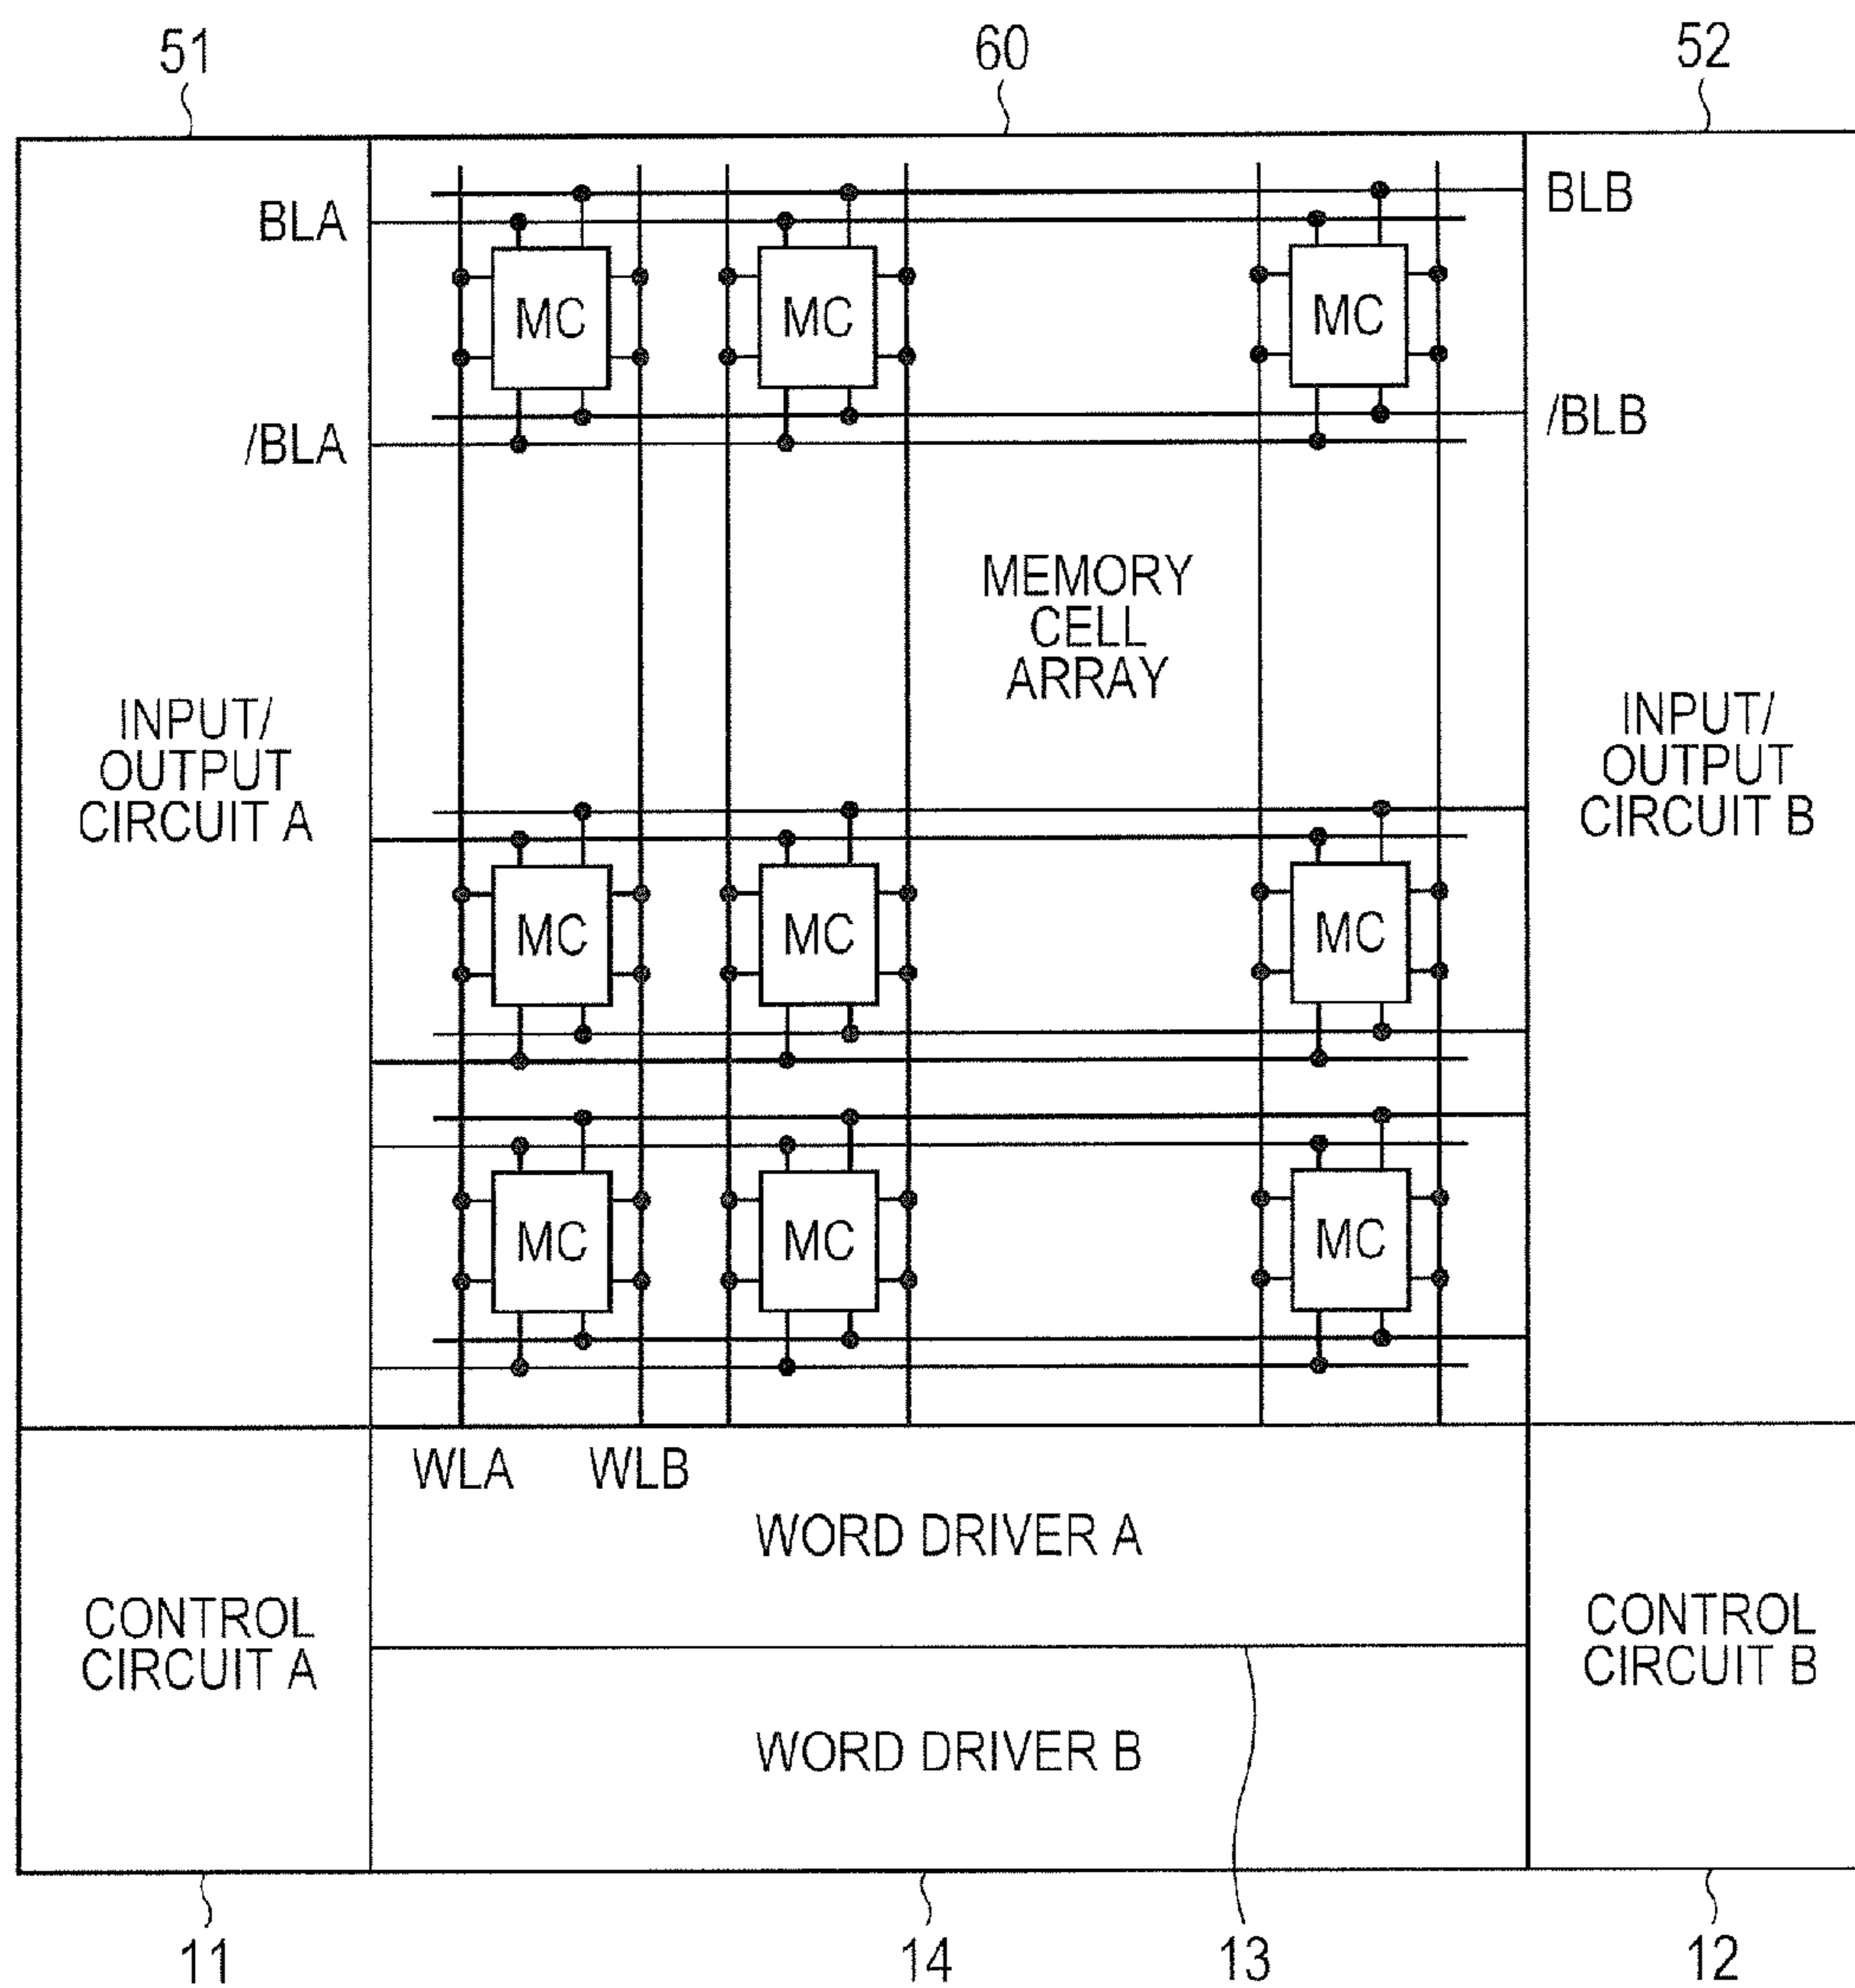 51
60
52
BLA
BLB
MC
MC
MC
/BLA
/BLB
MEMORY
CELL
ARRAY
INPUT/
OUTPUT
CIRCUIT A
INPUT/
OUTPUT
CIRCUIT B
MC
MC
MC
MC
MC
MC
WLA
WLB
WORD DRIVER A
CONTROL
CIRCUIT A
CONTROL
CIRCUIT B
WORD DRIVER B
11
14
13
12